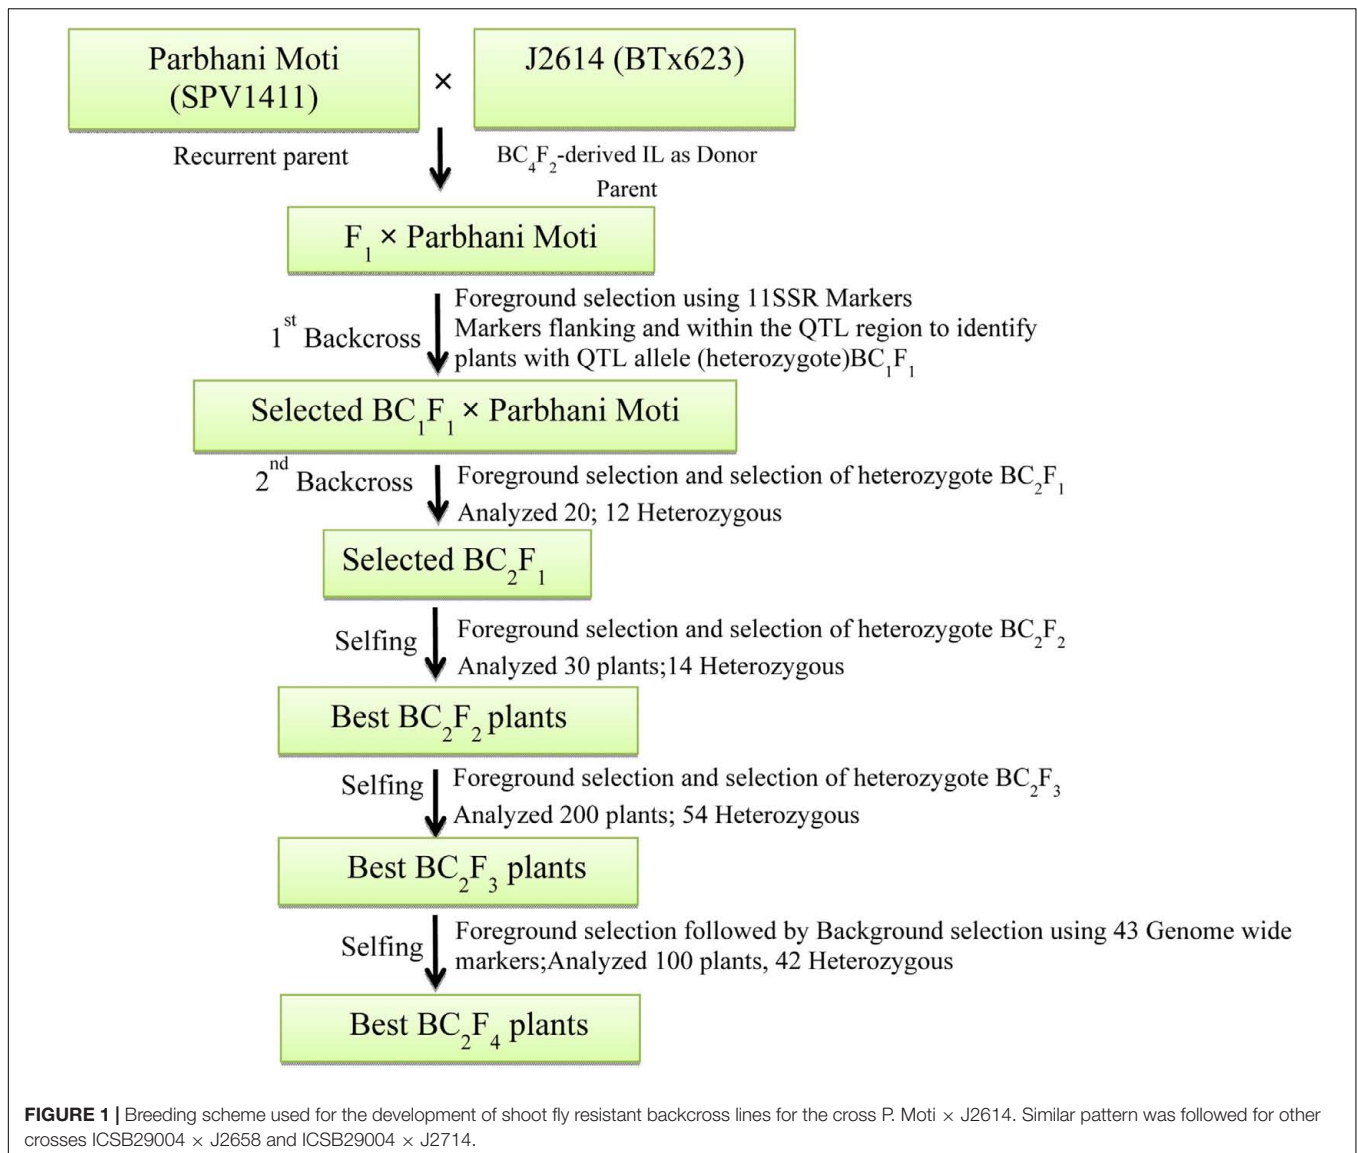 Parbhani Moti
(SPV1411)
×
J2614 (BTx623)
Recurrent parent
BC₄F₂-derived IL as Donor
Parent
F₁ × Parbhani Moti
1st Backcross
Foreground selection using 11SSR Markers
Markers flanking and within the QTL region to identify
plants with QTL allele (heterozygote)BC₁F₁
Selected BC₁F₁ × Parbhani Moti
2nd Backcross
Foreground selection and selection of heterozygote BC₂F₁
Analyzed 20; 12 Heterozygous
Selected BC₂F₁
Selfing
Foreground selection and selection of heterozygote BC₂F₂
Analyzed 30 plants;14 Heterozygous
Best BC₂F₂ plants
Selfing
Foreground selection and selection of heterozygote BC₂F₃
Analyzed 200 plants; 54 Heterozygous
Best BC₂F₃ plants
Selfing
Foreground selection followed by Background selection using 43 Genome wide
markers;Analyzed 100 plants, 42 Heterozygous
Best BC₂F₄ plants
FIGURE 1 | Breeding scheme used for the development of shoot fly resistant backcross lines for the cross P. Moti × J2614. Similar pattern was followed for other
crosses ICSB29004 × J2658 and ICSB29004 × J2714.